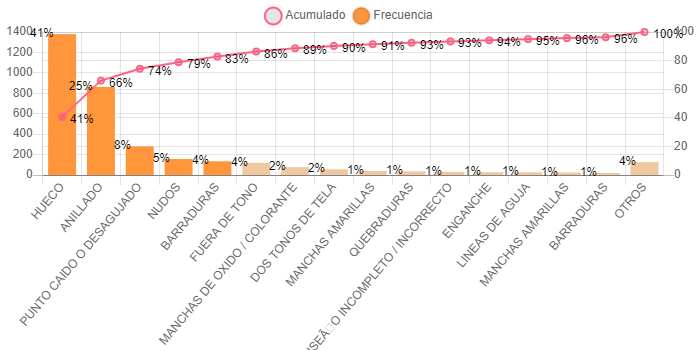 Acumulado Frecuencia
1400 100
1200 80
1000
800 60
600 40
400
200 20
0 0
41% 25% 8% 5% 4% 4% 2% 2% 1% 1% 1% 1% 1% 1% 1% 4%
41% 66% 74% 79% 83% 86% 89% 90% 91% 93% 93% 94% 95% 96% 96% 100%
HUECO
ANILLADO
PUNTO CAIDO O DESAGUJADO
NUDOS
BARRADURAS
FUERA DE TONO
MANCHAS DE OXIDO / COLORANTE
DOS TONOS DE TELA
MANCHAS AMARILLAS
QUEBRADURAS
O INCOMPLETO / INCORRECTO
ENGANCHE
LINEAS DE AGUJA
MANCHAS AMARILLAS
BARRADURAS
OTROS